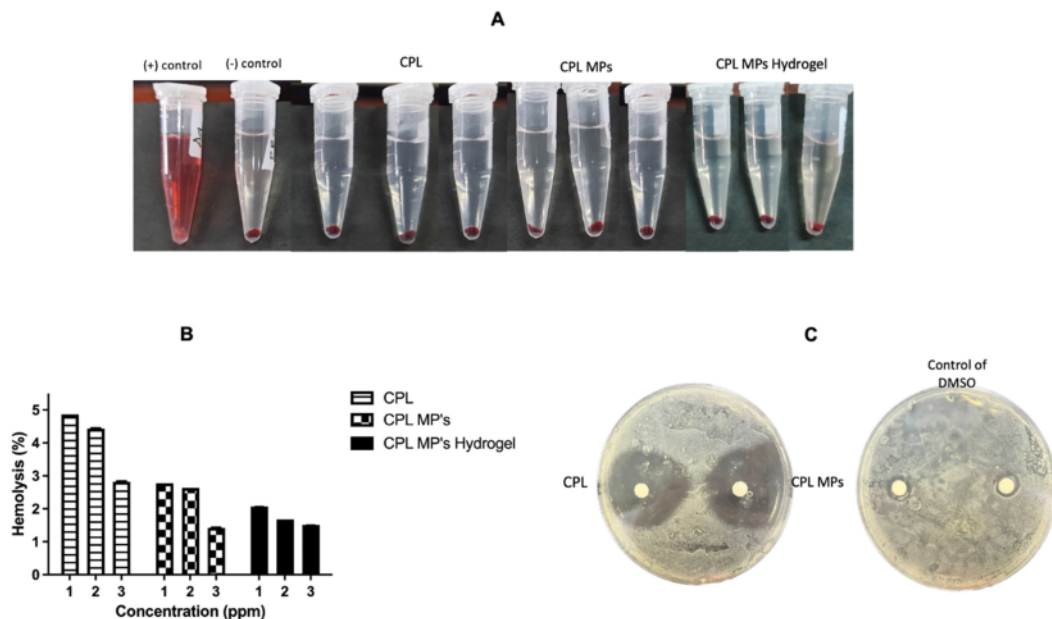 A
(+) control
(-) control
CPL
CPL MPs
CPL MPs Hydrogel
B
5
4
3
2
1
0
Hemolysis (%)
1 2 3 1 2 3 1 2 3
Concentration (ppm)
CPL
CPL MP's
CPL MP's Hydrogel
C
Control of
DMSO
CPL
CPL MPs